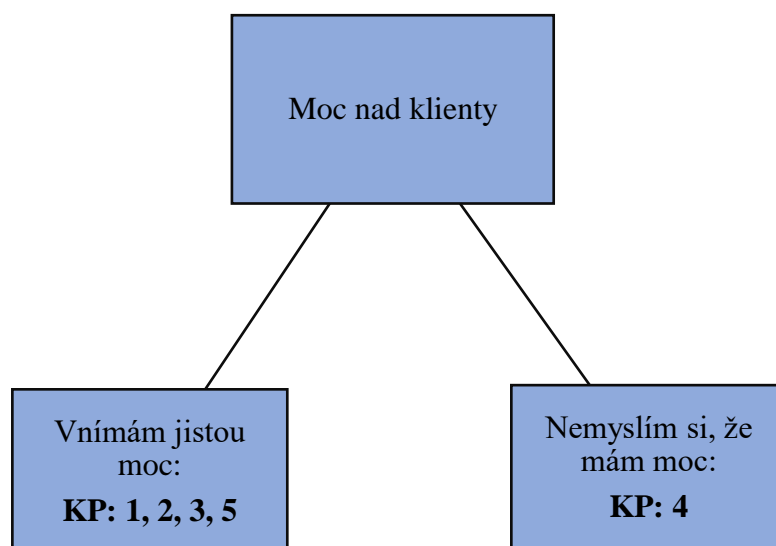 Moc nad klienty
Vnímám jistou
moc:
KP: 1, 2, 3, 5
Nemyslím si, že
mám moc:
KP: 4